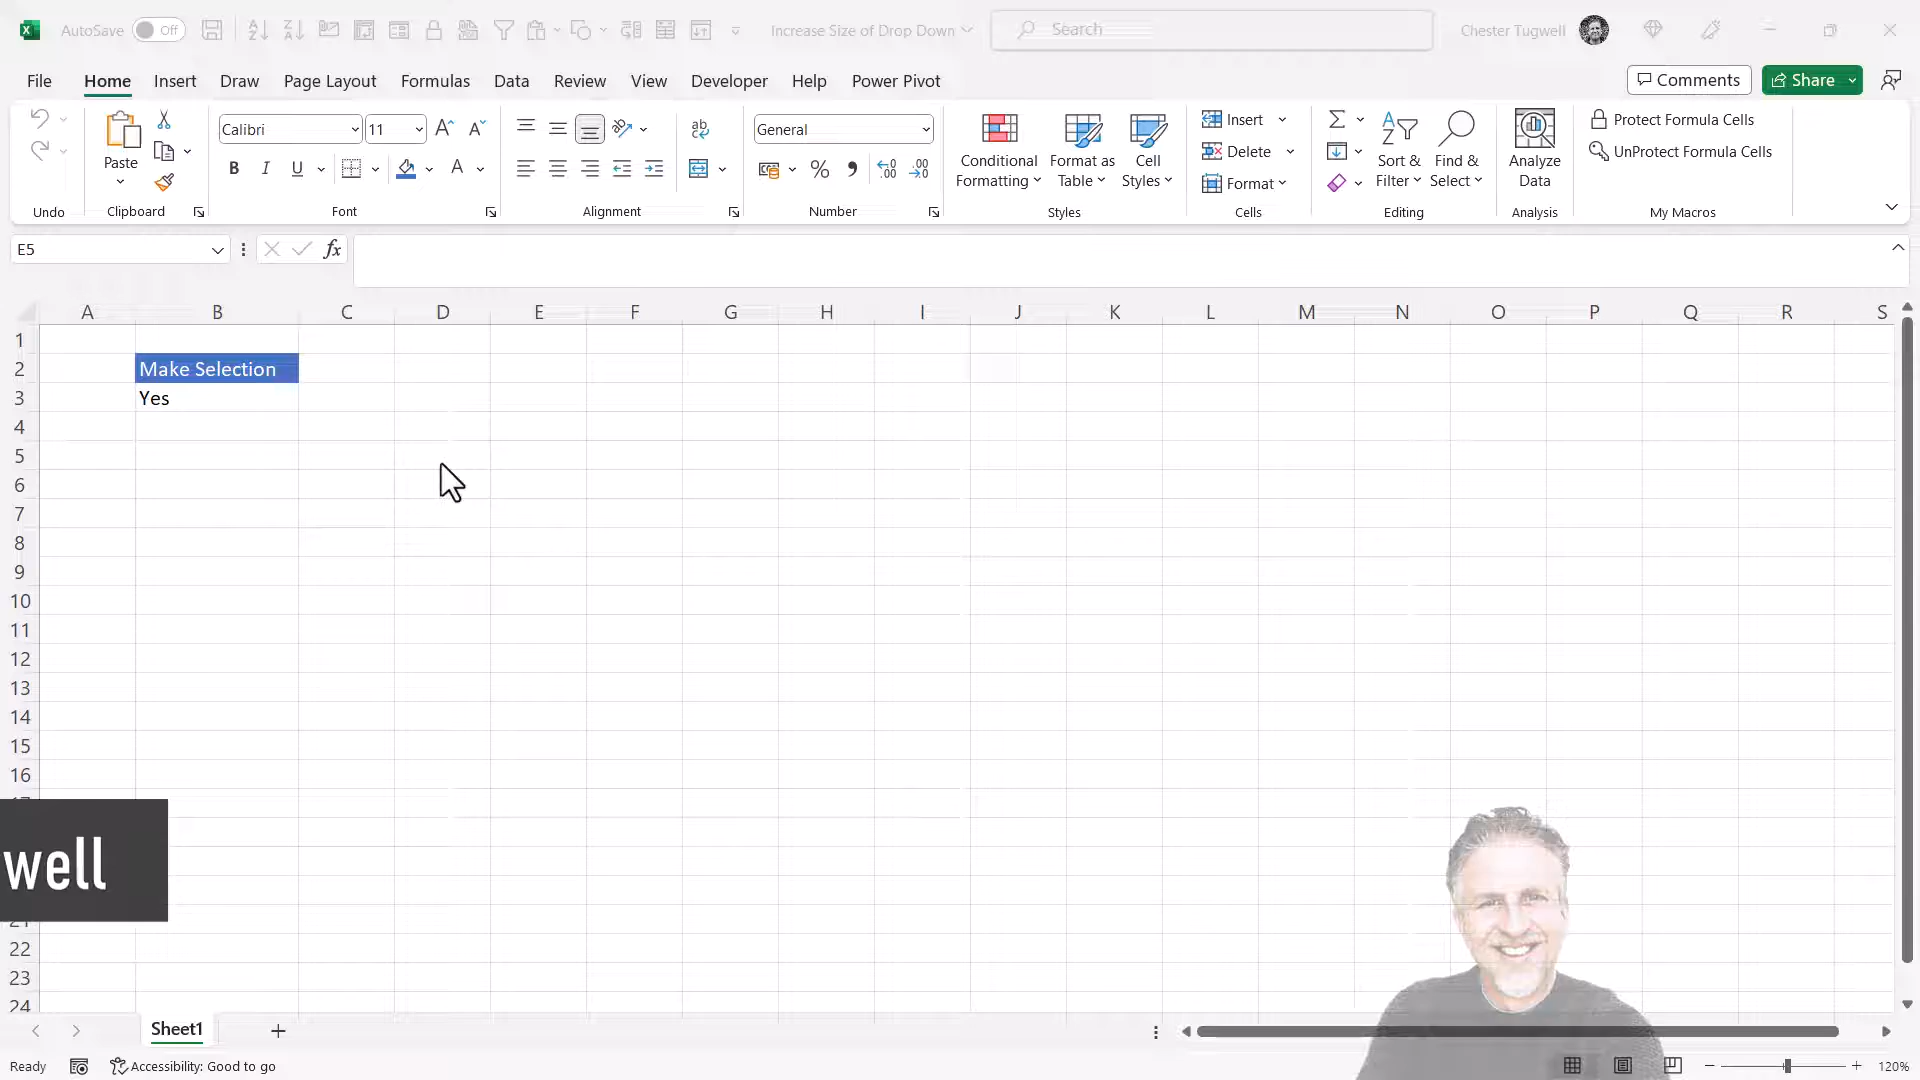 AutoSave Off Increase Size of Drop Down Search Chester Tugwell
File Home Insert Draw Page Layout Formulas Data Review View Developer Help Power Pivot Comments Share
Paste
Clipboard
Undo
Calibri 11
B I U A
Font
ab
Alignment
General
% 9 .00
Number
Conditional Formatting
Format as Table
Cell Styles
Styles
Insert
Delete
Format
Cells
Sort & Filter
Find & Select
Editing
Analyze Data
Analysis
Protect Formula Cells
UnProtect Formula Cells
My Macros
E5 fx
A B C D E F G H I J K L M N O P Q R S
1
2 Make Selection
3 Yes
4
5
6
7
8
9
10
11
12
13
14
15
16
well
22
23
24
Sheet1
Ready Accessibility: Good to go 120%